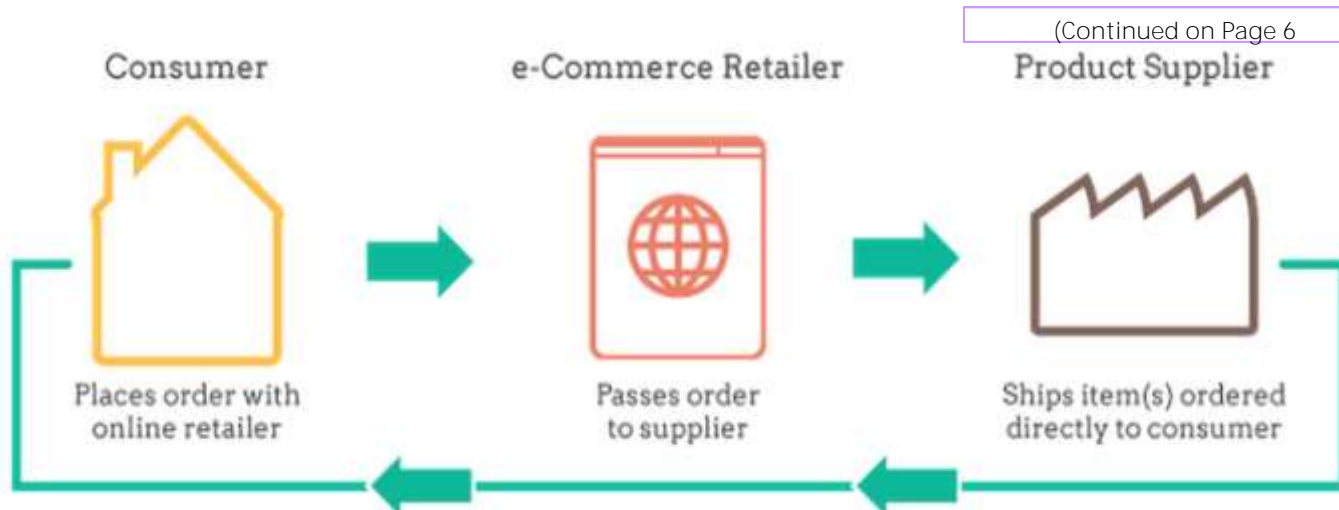 (Continued on Page 6
Consumer
e-Commerce Retailer
Product Supplier
Places order with
online retailer
Passes order
to supplier
Ships item(s) ordered
directly to consumer